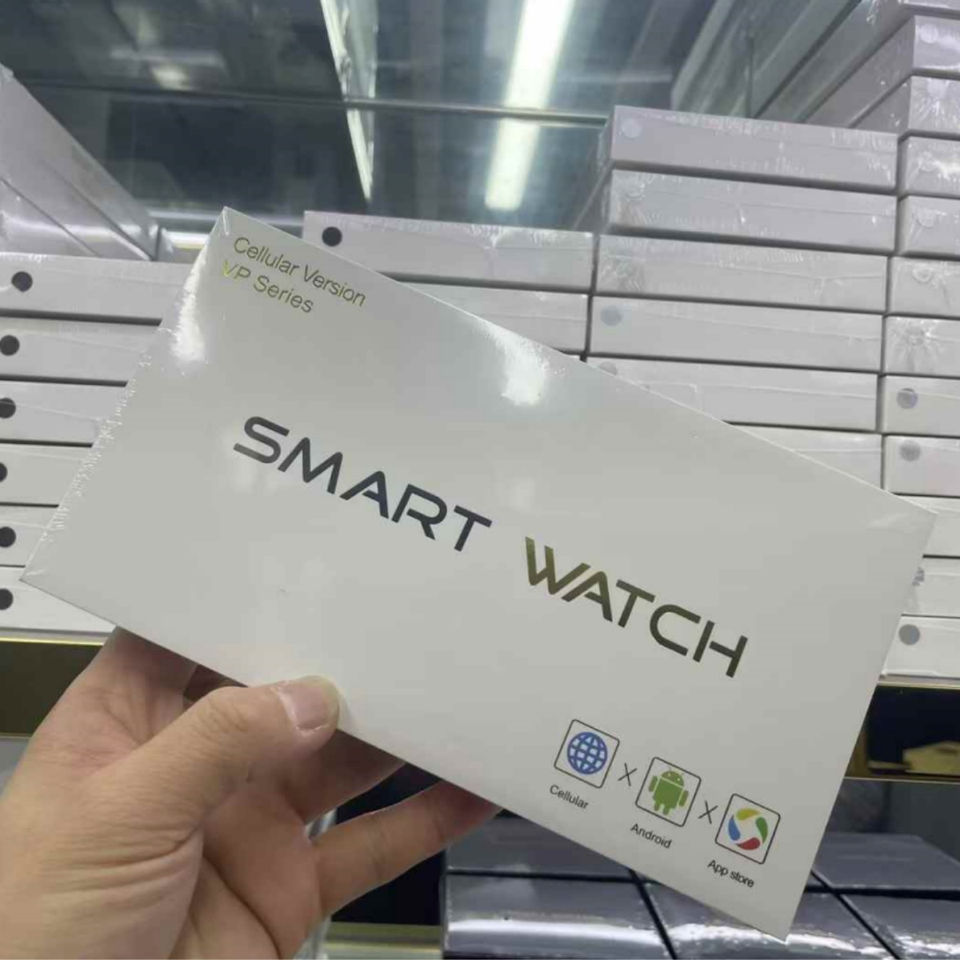 Cellular Version
VP Series
SMART WATCH
Cellular X Android X App store